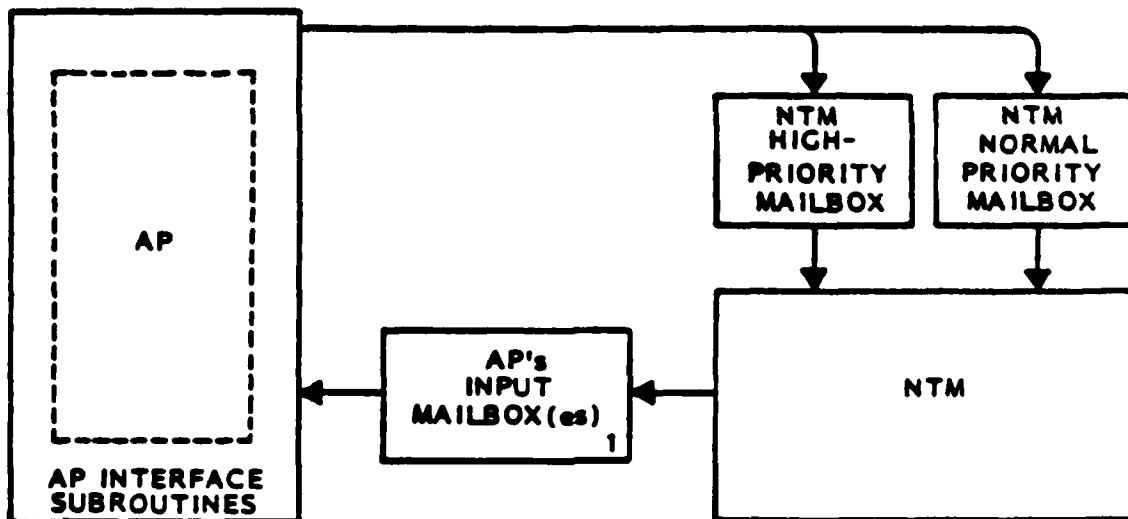 NTM
HIGH-
PRIORITY
MAILBOX
NTM
NORMAL
PRIORITY
MAILBOX
AP
AP's
INPUT
MAILBOX(es)
1
NTM
AP INTERFACE
SUBROUTINES